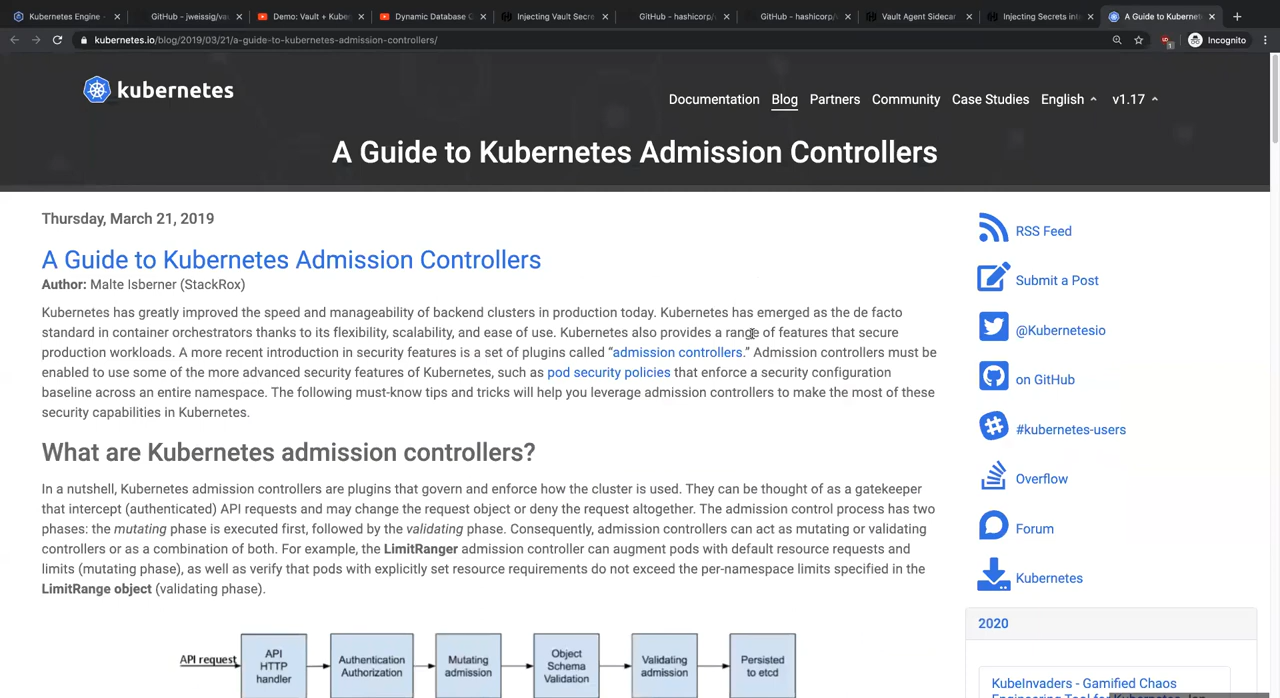 Kubernetes Engine -
GitHub - jweissig/vau
Demo: Vault + Kuber
Dynamic Database C
Injecting Vault Secre
GitHub - hashicorp/
GitHub - hashicorp/v
Vault Agent Sidecar
Injecting Secrets into
A Guide to Kubernet
kubernetes.io/blog/2019/03/21/a-guide-to-kubernetes-admission-controllers/
Incognito
kubernetes
Documentation Blog Partners Community Case Studies English v1.17
A Guide to Kubernetes Admission Controllers
Thursday, March 21, 2019
A Guide to Kubernetes Admission Controllers
Author: Malte Isberner (StackRox)
Kubernetes has greatly improved the speed and manageability of backend clusters in production today. Kubernetes has emerged as the de facto
standard in container orchestrators thanks to its flexibility, scalability, and ease of use. Kubernetes also provides a range of features that secure
production workloads. A more recent introduction in security features is a set of plugins called “admission controllers.” Admission controllers must be
enabled to use some of the more advanced security features of Kubernetes, such as pod security policies that enforce a security configuration
baseline across an entire namespace. The following must-know tips and tricks will help you leverage admission controllers to make the most of these
security capabilities in Kubernetes.
What are Kubernetes admission controllers?
In a nutshell, Kubernetes admission controllers are plugins that govern and enforce how the cluster is used. They can be thought of as a gatekeeper
that intercept (authenticated) API requests and may change the request object or deny the request altogether. The admission control process has two
phases: the mutating phase is executed first, followed by the validating phase. Consequently, admission controllers can act as mutating or validating
controllers or as a combination of both. For example, the LimitRanger admission controller can augment pods with default resource requests and
limits (mutating phase), as well as verify that pods with explicitly set resource requirements do not exceed the per-namespace limits specified in the
LimitRange object (validating phase).
API request
API
HTTP
handler
Authentication
Authorization
Mutating
admission
Object
Schema
Validation
Validating
admission
Persisted
to etcd
RSS Feed
Submit a Post
@Kubernetesio
on GitHub
#kubernetes-users
Overflow
Forum
Kubernetes
2020
KubeInvaders - Gamified Chaos
Engineering Tool for Kubernetes